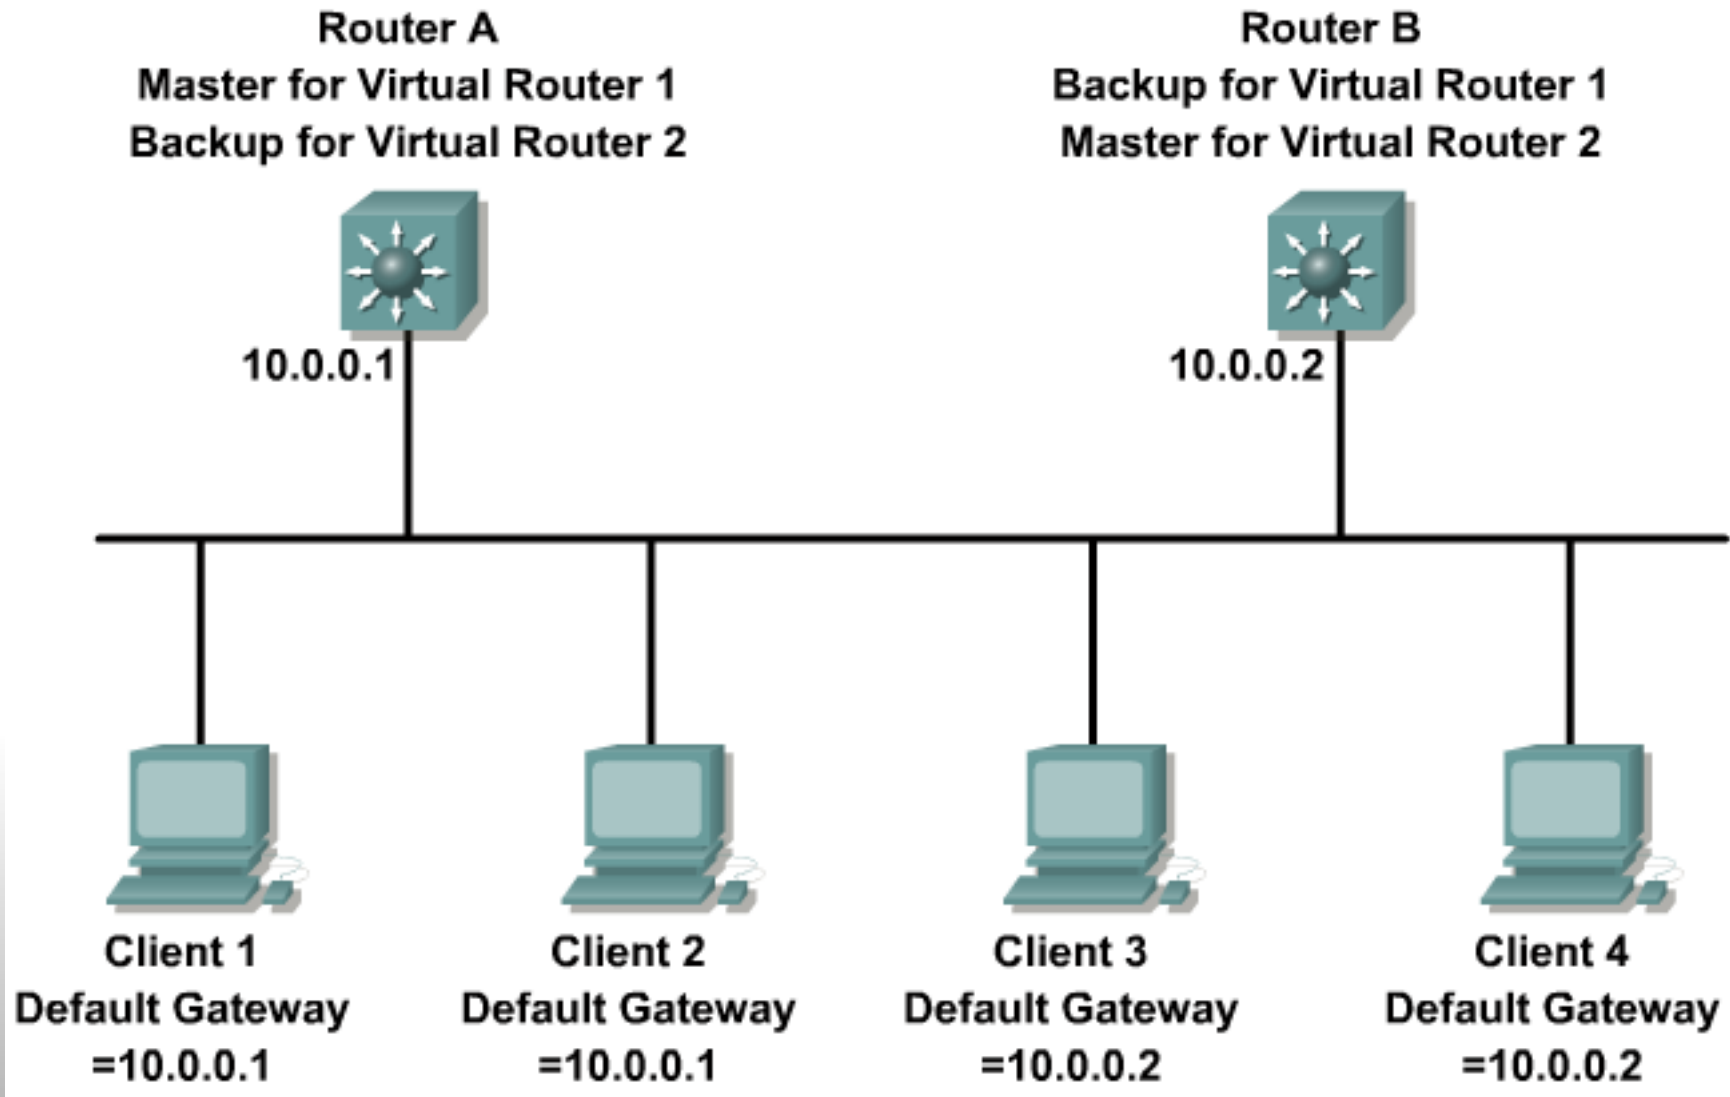 Router A
Master for Virtual Router 1
Backup for Virtual Router 2
Router B
Backup for Virtual Router 1
Master for Virtual Router 2
10.0.0.1
10.0.0.2
Client 1
Default Gateway
=10.0.0.1
Client 2
Default Gateway
=10.0.0.1
Client 3
Default Gateway
=10.0.0.2
Client 4
Default Gateway
=10.0.0.2